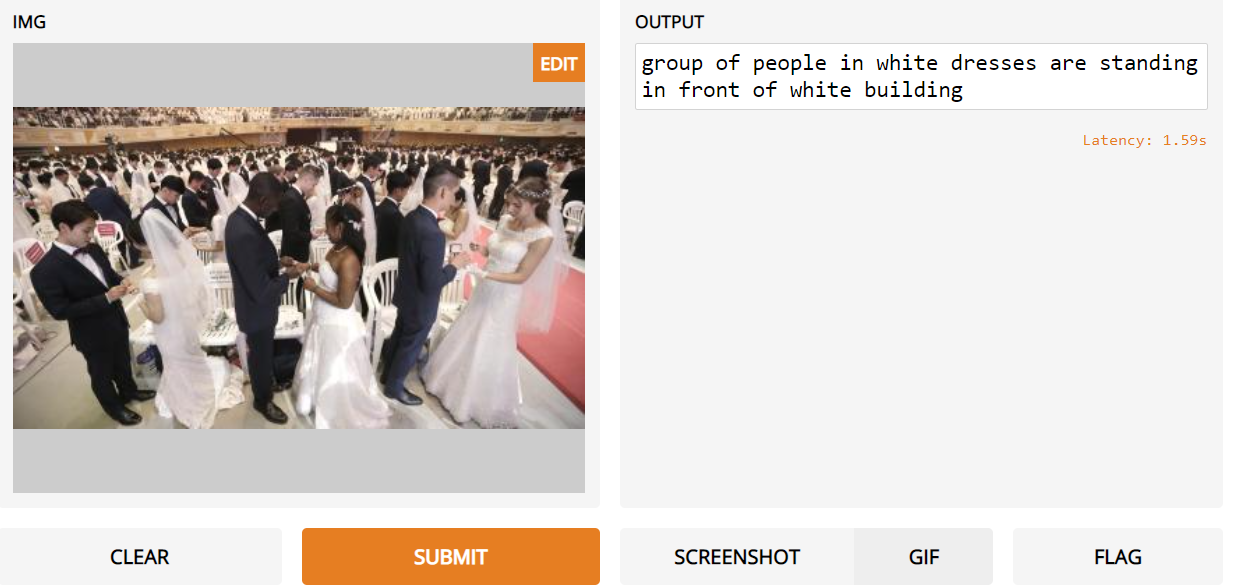 IMG
EDIT
OUTPUT
group of people in white dresses are standing
in front of white building
Latency: 1.59s
CLEAR
SUBMIT
SCREENSHOT
GIF
FLAG